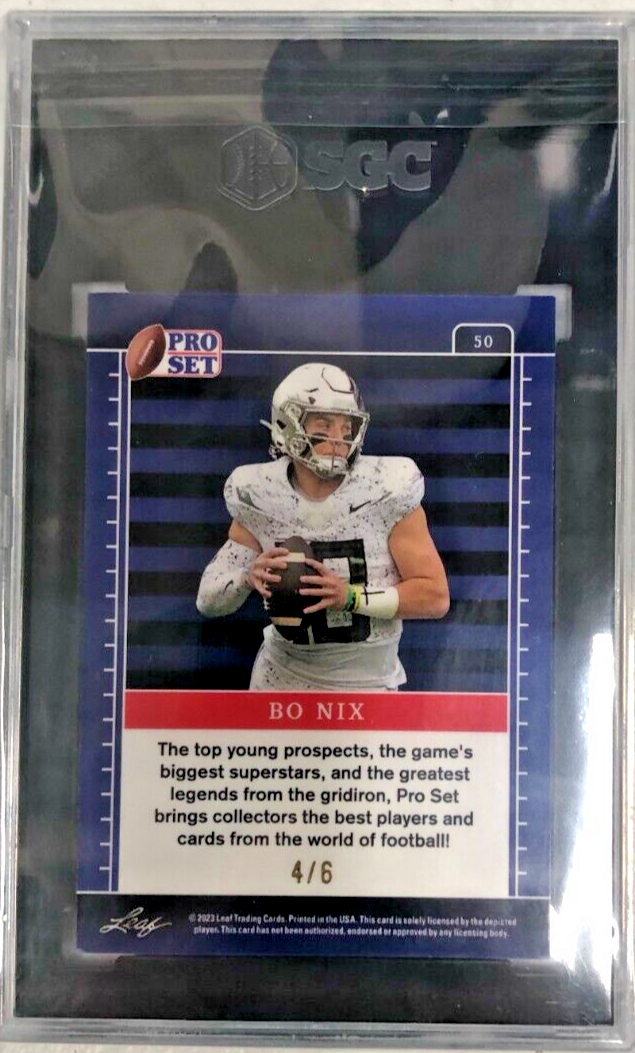 SGC
PRO
SET
50
BO NIX
The top young prospects, the game's
biggest superstars, and the greatest
legends from the gridiron, Pro Set
brings collectors the best players and
cards from the world of football!
4/6
Leaf
© 2023 Leaf Trading Cards. Printed in the USA. This card is solely licensed by the depicted
player. This card has not been authorized, endorsed or approved by any licensing body.